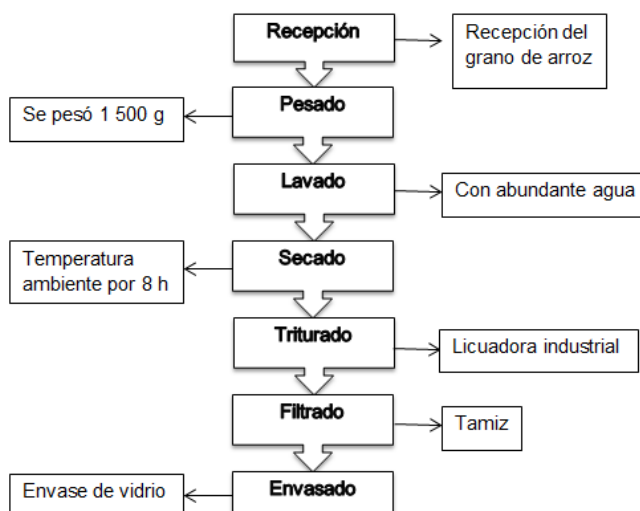 Recepción
Recepción del
grano de arroz
Pesado
Se pesó 1 500 g
Lavado
Con abundante agua
Secado
Temperatura
ambiente por 8 h
Triturado
Licuadora industrial
Filtrado
Tamiz
Envasado
Envase de vidrio